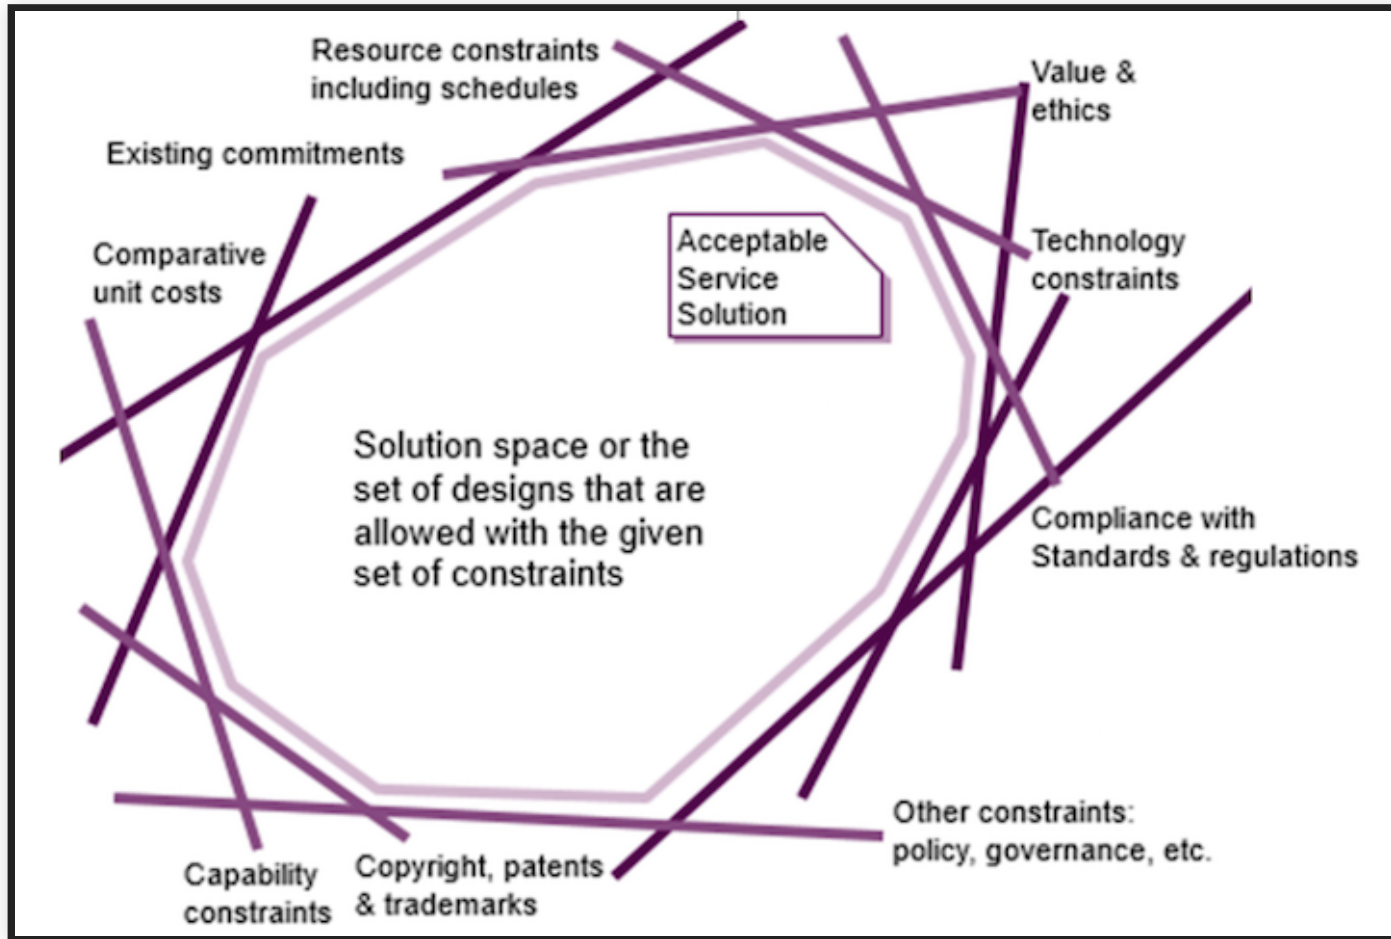 Resource constraints
including schedules
Value &
ethics
Existing commitments
Comparative
unit costs
Acceptable
Service
Solution
Technology
constraints
Solution space or the
set of designs that are
allowed with the given
set of constraints
Compliance with
Standards & regulations
Other constraints:
policy, governance, etc.
Capability
constraints
Copyright, patents
& trademarks